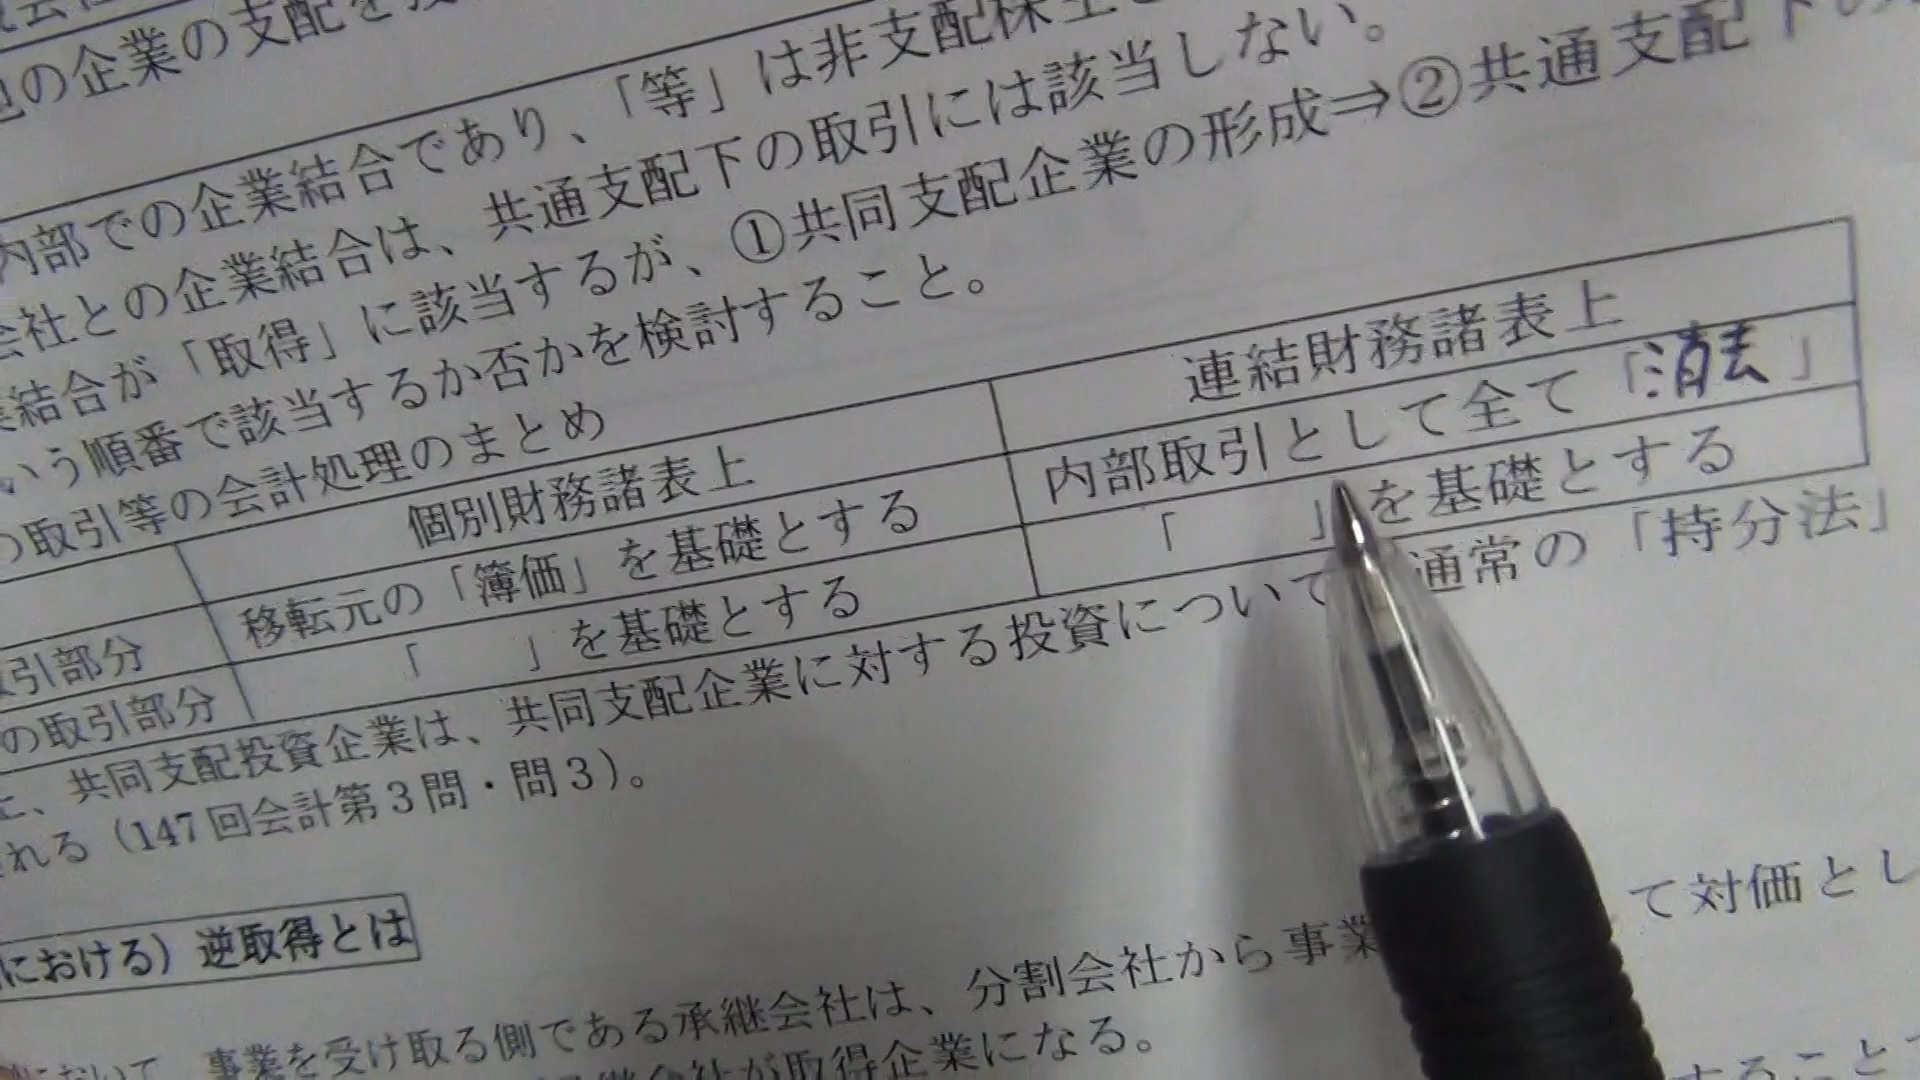 の企業の支配を
内部での企業結合であり、「等」は非支配株主
会社との企業結合は、共通支配下の取引には該当しない。
結合が「取得」に該当するが、①共同支配企業の形成⇒②共通支配下の
いう順番で該当するか否かを検討すること。
の取引等の会計処理のまとめ
個別財務諸表上 連結財務諸表上
引部分 移転元の「簿価」を基礎とする 内部取引として全て「消去」
の取引部分 「 」を基礎とする 「 」を基礎とする
、共同支配投資企業は、共同支配企業に対する投資について 通常の「持分法」
れる（147回会計第3問・問3）。
における）逆取得とは
において、事業を受け取る側である承継会社は、分割会社から事業 て対価とし
が取得企業になる。
することで